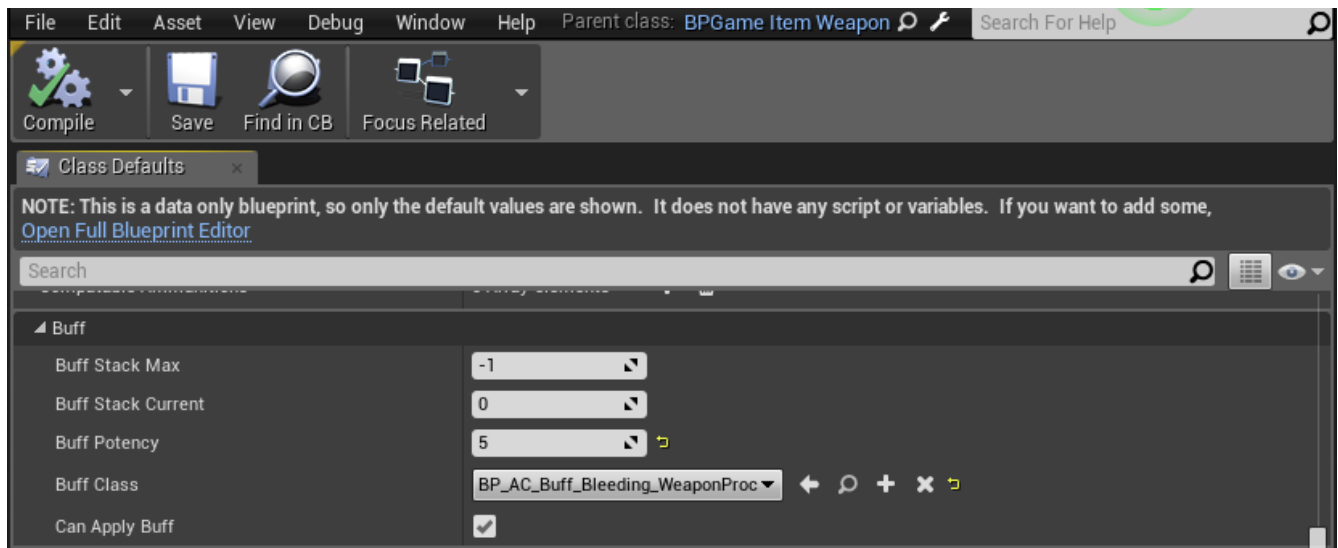 File Edit Asset View Debug Window Help Parent class: BPGame Item Weapon Search For Help
Compile Save Find in CB Focus Related
Class Defaults
NOTE: This is a data only blueprint, so only the default values are shown. It does not have any script or variables. If you want to add some,
Open Full Blueprint Editor
Search
Buff
Buff Stack Max -1
Buff Stack Current 0
Buff Potency 5
Buff Class BP_AC_Buff_Bleeding_WeaponProc
Can Apply Buff